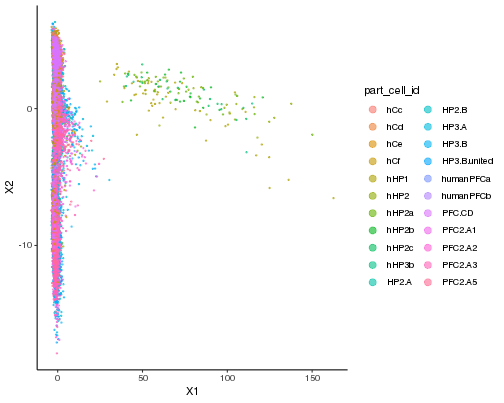 part_cell_id
hCc
hCd
hCe
hCf
hHP1
hHP2
hHP2a
hHP2b
hHP2c
hHP3b
HP2.A
HP2.B
HP3.A
HP3.B
HP3.B.united
humanPFCa
humanPFCb
PFC.CD
PFC2.A1
PFC2.A2
PFC2.A3
PFC2.A5
X2
0
-10
0
50
100
150
X1